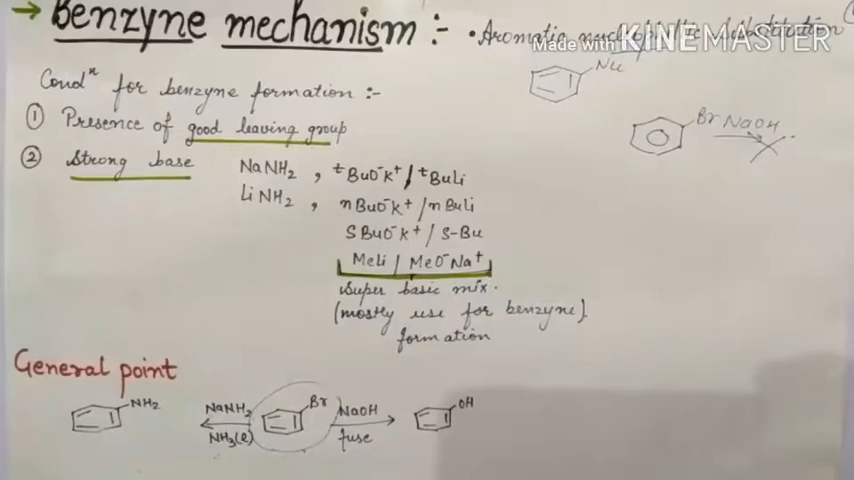 → Benzyne mechanism :- • Aromatic nucleophilic substitution
Made with KINEMASTER
Nu
Condⁿ for benzyne formation :-
① Presence of good leaving group
Br NaOH
② Strong base
NaNH₂ , ᵗBuO⁻K⁺ / ᵗBuLi
LiNH₂ , nBuO⁻K⁺ / nBuLi
SBuO⁻K⁺ / S-Bu
MeLi / MeO⁻Na⁺
Super basic mix.
(mostly use for benzyne)
formation
General point
NH₂ NaNH₂ Br NaOH OH
NH₃(l) fuse